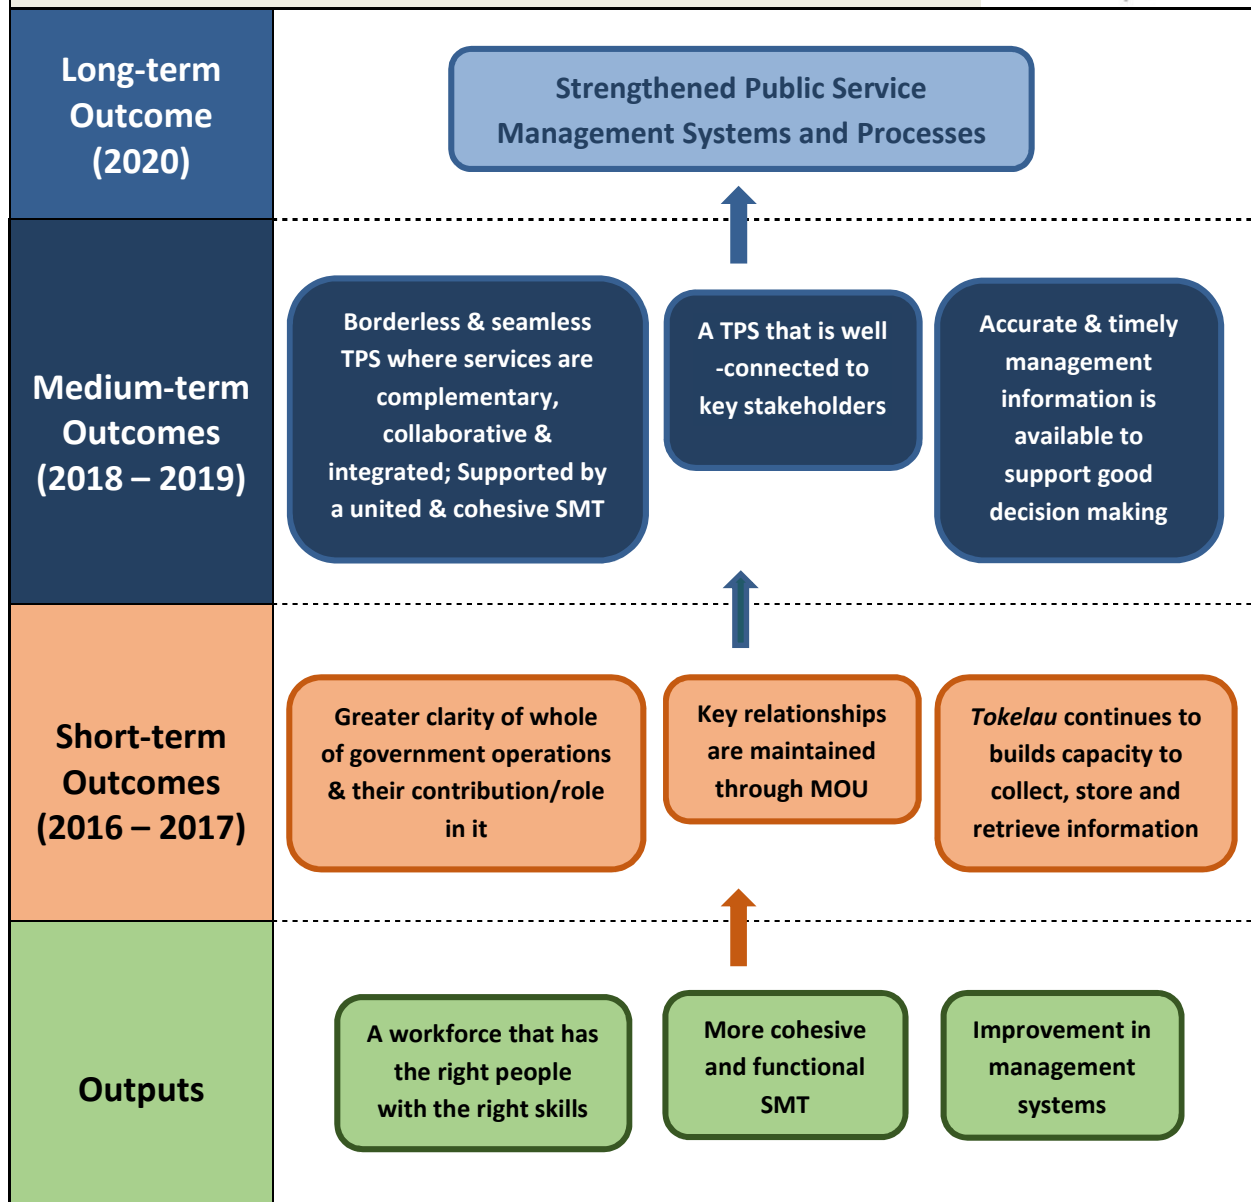 Long-term
Outcome
(2020)
Strengthened Public Service
Management Systems and Processes
Medium-term
Outcomes
(2018 – 2019)
Borderless & seamless
TPS where services are
complementary,
collaborative &
integrated; Supported by
a united & cohesive SMT
A TPS that is well
-connected to
key stakeholders
Accurate & timely
management
information is
available to
support good
decision making
Short-term
Outcomes
(2016 – 2017)
Greater clarity of whole
of government operations
& their contribution/role
in it
Key relationships
are maintained
through MOU
Tokelau continues to
builds capacity to
collect, store and
retrieve information
Outputs
A workforce that has
the right people
with the right skills
More cohesive
and functional
SMT
Improvement in
management
systems